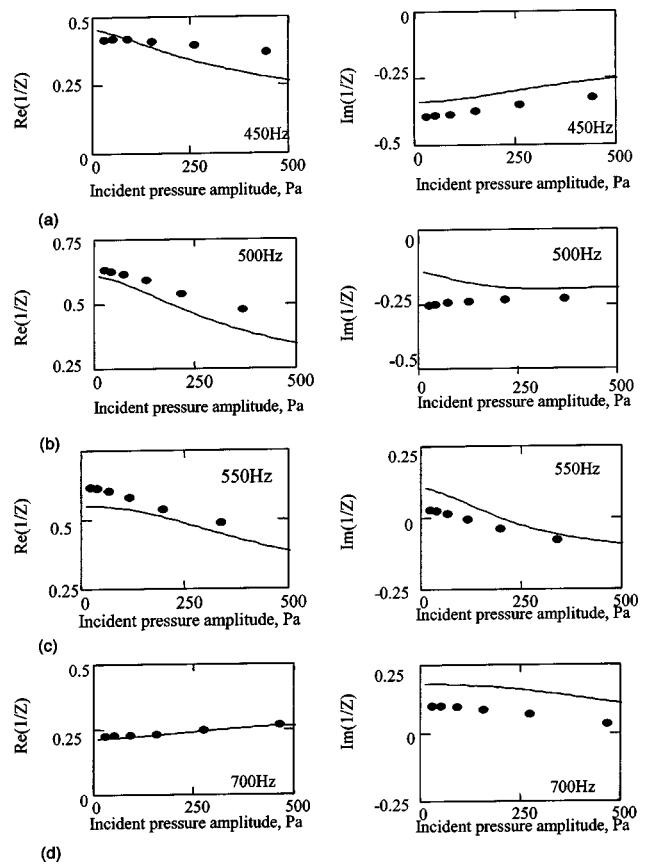 0.5
0.25
0
Re(1/Z)
450Hz
0 250 500
Incident pressure amplitude, Pa
0
-0.25
-0.5
Im(1/Z)
450Hz
0 250 500
Incident pressure amplitude, Pa
(a)
0.75
0.5
0.25
Re(1/Z)
500Hz
0 250 500
Incident pressure amplitude, Pa
0
-0.25
-0.5
Im(1/Z)
500Hz
0 250 500
Incident pressure amplitude, Pa
(b)
0.5
0.25
Re(1/Z)
550Hz
0 250 500
Incident pressure amplitude, Pa
0.25
0
-0.25
Im(1/Z)
550Hz
0 250 500
Incident pressure amplitude, Pa
(c)
0.5
0.25
0
Re(1/Z)
700Hz
0 250 500
Incident pressure amplitude, Pa
0.25
0
-0.25
Im(1/Z)
700Hz
0 250 500
Incident pressure amplitude, Pa
(d)